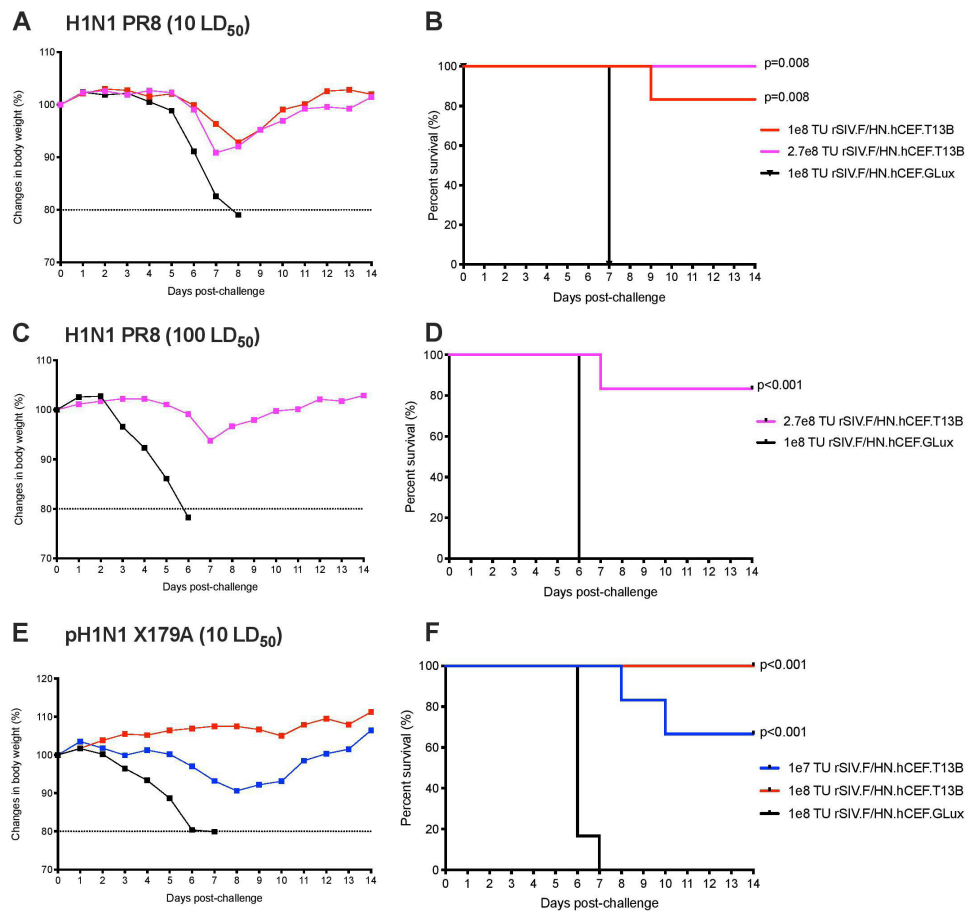 A H1N1 PR8 (10 LD50)
Changes in body weight (%)
110
100
90
80
70
0 1 2 3 4 5 6 7 8 9 10 11 12 13 14
Days post-challenge
B
Percent survival (%)
100
80
60
40
20
0
0 1 2 3 4 5 6 7 8 9 10 11 12 13 14
Days post-challenge
p=0.008
p=0.008
1e8 TU rSIV.F/HN.hCEF.T13B
2.7e8 TU rSIV.F/HN.hCEF.T13B
1e8 TU rSIV.F/HN.hCEF.GLux
C H1N1 PR8 (100 LD50)
Changes in body weight (%)
110
100
90
80
70
0 1 2 3 4 5 6 7 8 9 10 11 12 13 14
Days post-challenge
D
Percent survival (%)
100
80
60
40
20
0
0 1 2 3 4 5 6 7 8 9 10 11 12 13 14
Days post-challenge
p<0.001
2.7e8 TU rSIV.F/HN.hCEF.T13B
1e8 TU rSIV.F/HN.hCEF.GLux
E pH1N1 X179A (10 LD50)
Changes in body weight (%)
120
110
100
90
80
70
0 1 2 3 4 5 6 7 8 9 10 11 12 13 14
Days post-challenge
F
Percent survival (%)
100
80
60
40
20
0
0 1 2 3 4 5 6 7 8 9 10 11 12 13 14
Days post-challenge
p<0.001
p<0.001
1e7 TU rSIV.F/HN.hCEF.T13B
1e8 TU rSIV.F/HN.hCEF.T13B
1e8 TU rSIV.F/HN.hCEF.GLux